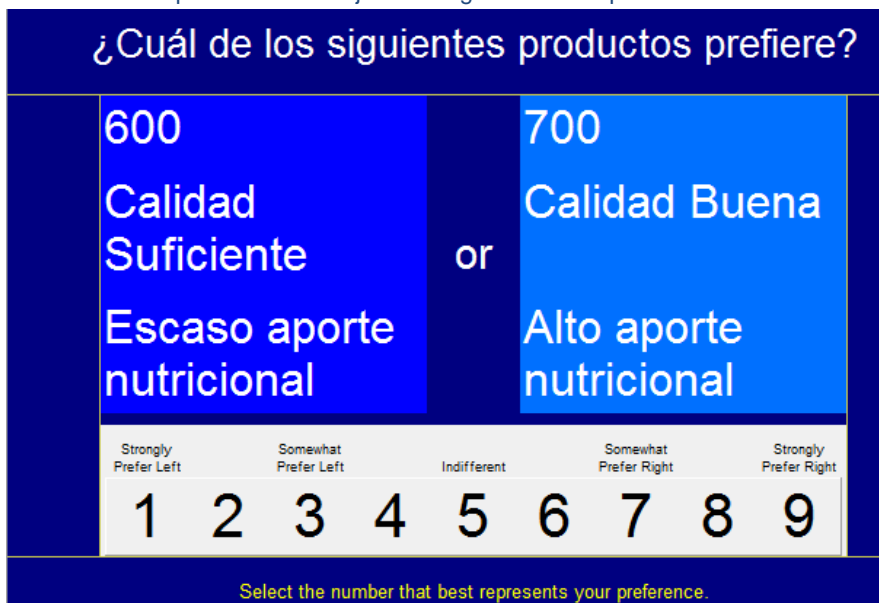 ¿Cuál de los siguientes productos prefiere?
600
Calidad
Suficiente
Escaso aporte
nutricional
or
700
Calidad Buena
Alto aporte
nutricional
Strongly
Prefer Left
Somewhat
Prefer Left
Indifferent
Somewhat
Prefer Right
Strongly
Prefer Right
1 2 3 4 5 6 7 8 9
Select the number that best represents your preference.